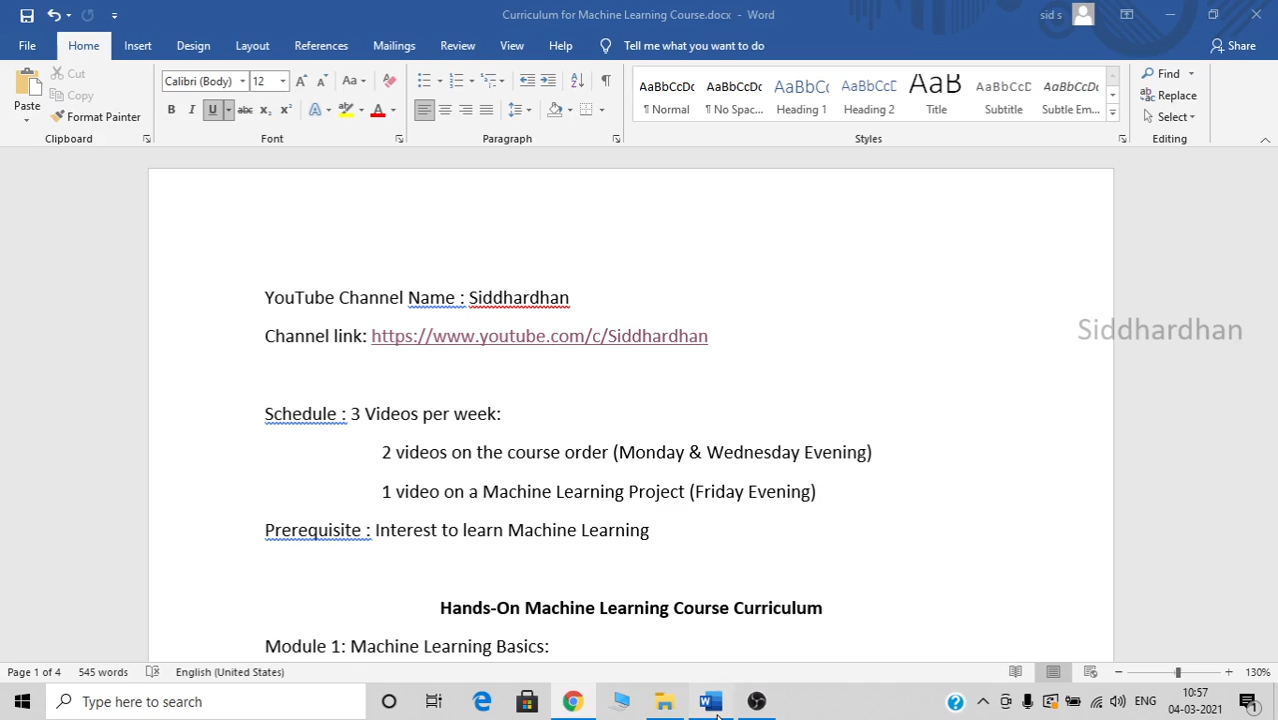 Curriculum for Machine Learning Course.docx - Word
sid s
File Home Insert Design Layout References Mailings Review View Help Tell me what you want to do Share
Paste
Cut
Copy
Format Painter
Clipboard
Calibri (Body) 12
Font
Paragraph
AaBbCcDc AaBbCcDc AaBbCc AaBbCcC AaB AaBbCcD AaBbCcDc
¶ Normal ¶ No Spac... Heading 1 Heading 2 Title Subtitle Subtle Em...
Styles
Find
Replace
Select
Editing
YouTube Channel Name : Siddhardhan
Channel link: https://www.youtube.com/c/Siddhardhan
Siddhardhan
Schedule : 3 Videos per week:
2 videos on the course order (Monday & Wednesday Evening)
1 video on a Machine Learning Project (Friday Evening)
Prerequisite : Interest to learn Machine Learning
Hands-On Machine Learning Course Curriculum
Module 1: Machine Learning Basics:
Page 1 of 4 545 words English (United States) 130%
Type here to search
ENG
10:57
04-03-2021
1